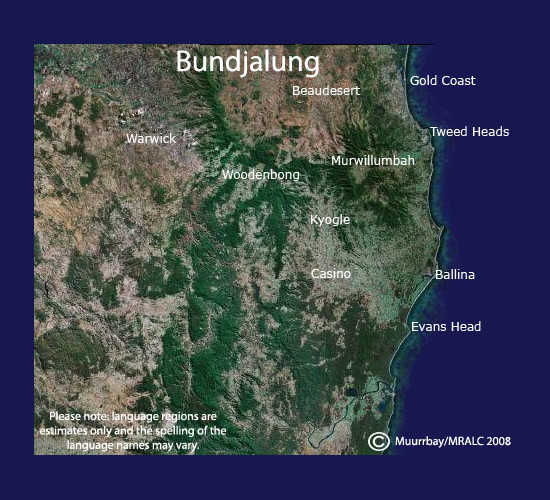 Bundjalung
Gold Coast
Beaudesert
Tweed Heads
Warwick
Murwillumbah
Woodenbong
Kyogle
Casino
Ballina
Evans Head
Please note: language regions are
estimates only and the spelling of the
language names may vary.
© Muurrbay/MRALC 2008